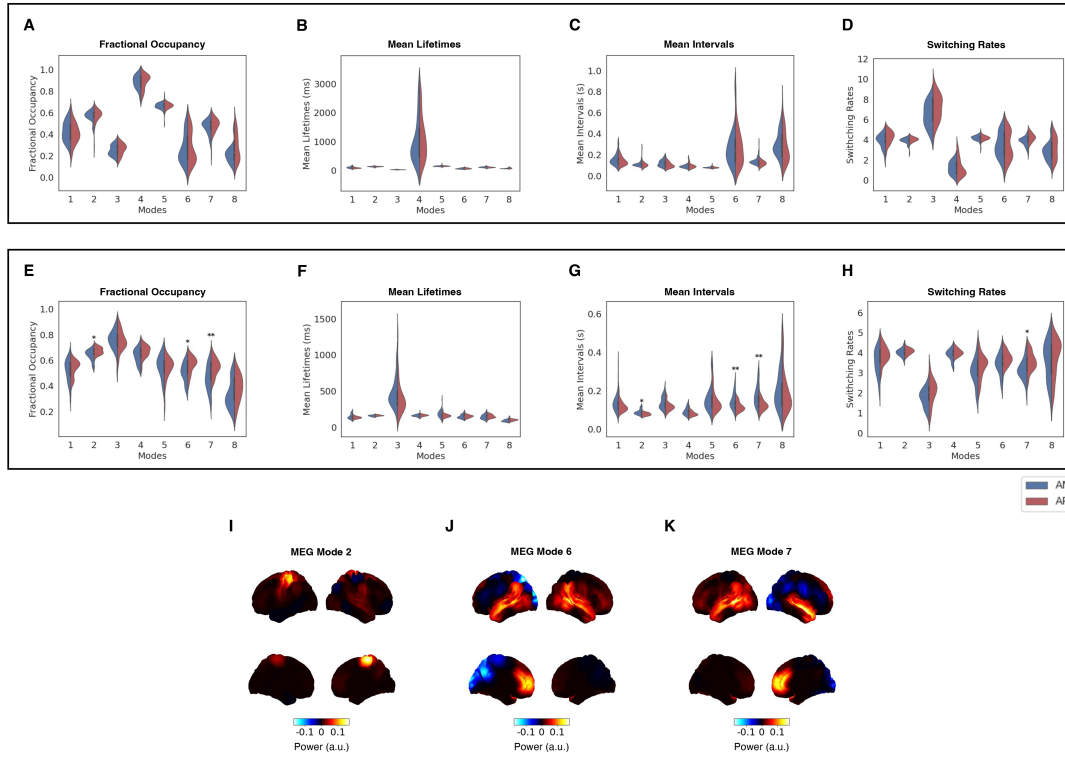 A
B
C
D
Fractional Occupancy
Mean Lifetimes
Mean Intervals
Switching Rates
Fractional Occupancy
1.0
0.8
0.6
0.4
0.2
0.0
1 2 3 4 5 6 7 8
Modes
Mean Lifetimes (ms)
3000
2000
1000
0
1 2 3 4 5 6 7 8
Modes
Mean Intervals (s)
1.0
0.8
0.6
0.4
0.2
0.0
1 2 3 4 5 6 7 8
Modes
Swithching Rates
12
10
8
6
4
2
0
1 2 3 4 5 6 7 8
Modes
E
F
G
H
Fractional Occupancy
Mean Lifetimes
Mean Intervals
Switching Rates
Fractional Occupancy
1.0
0.8
0.6
0.4
0.2
* * **
1 2 3 4 5 6 7 8
Modes
Mean Lifetimes (ms)
1500
1000
500
0
1 2 3 4 5 6 7 8
Modes
Mean Intervals (s)
0.6
0.4
0.2
0.0
* ** **
1 2 3 4 5 6 7 8
Modes
Swithching Rates
6
5
4
3
2
1
0
*
1 2 3 4 5 6 7 8
Modes
I
J
K
MEG Mode 2
MEG Mode 6
MEG Mode 7
-0.1 0 0.1
Power (a.u.)
-0.1 0 0.1
Power (a.u.)
-0.1 0 0.1
Power (a.u.)